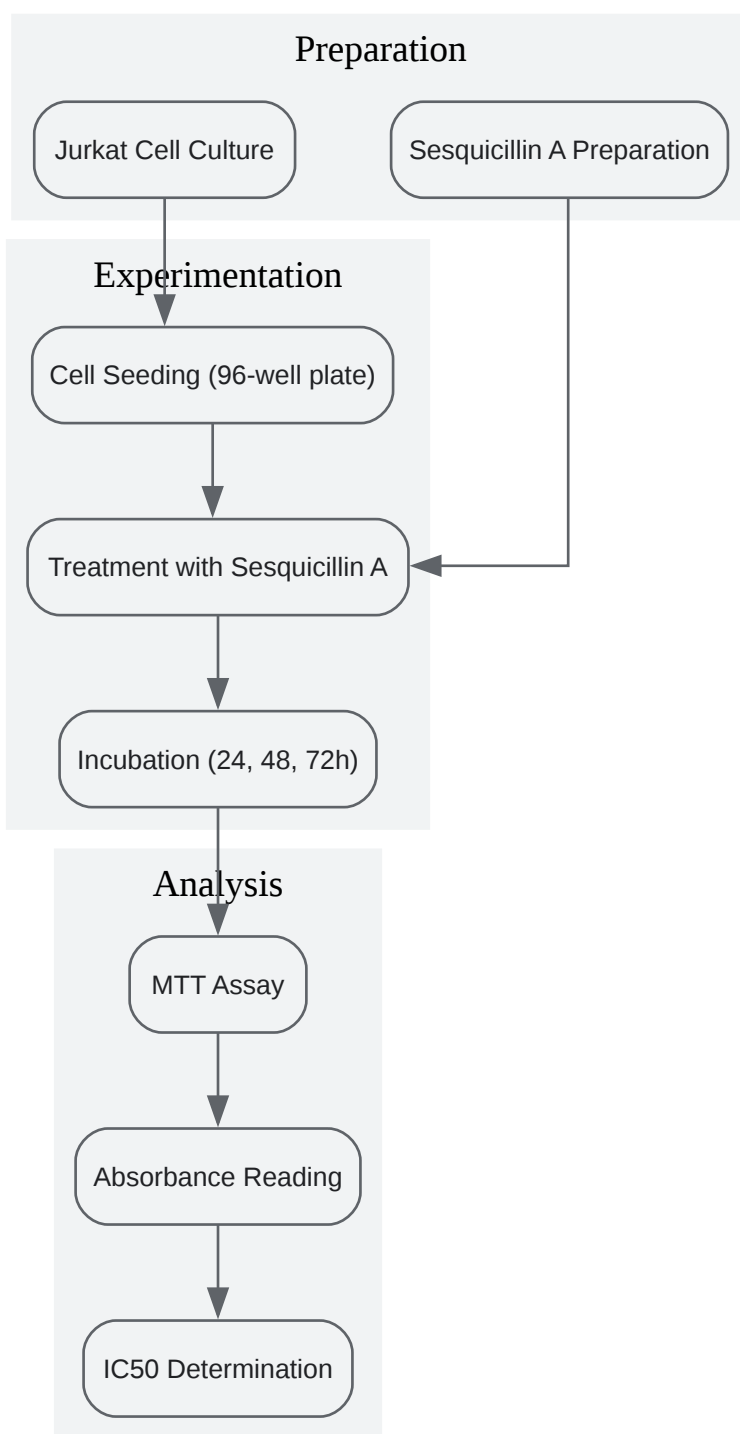 Preparation
Jurkat Cell Culture
Sesquicillin A Preparation
Experimentation
Cell Seeding (96-well plate)
Treatment with Sesquicillin A
Incubation (24, 48, 72h)
Analysis
MTT Assay
Absorbance Reading
IC50 Determination